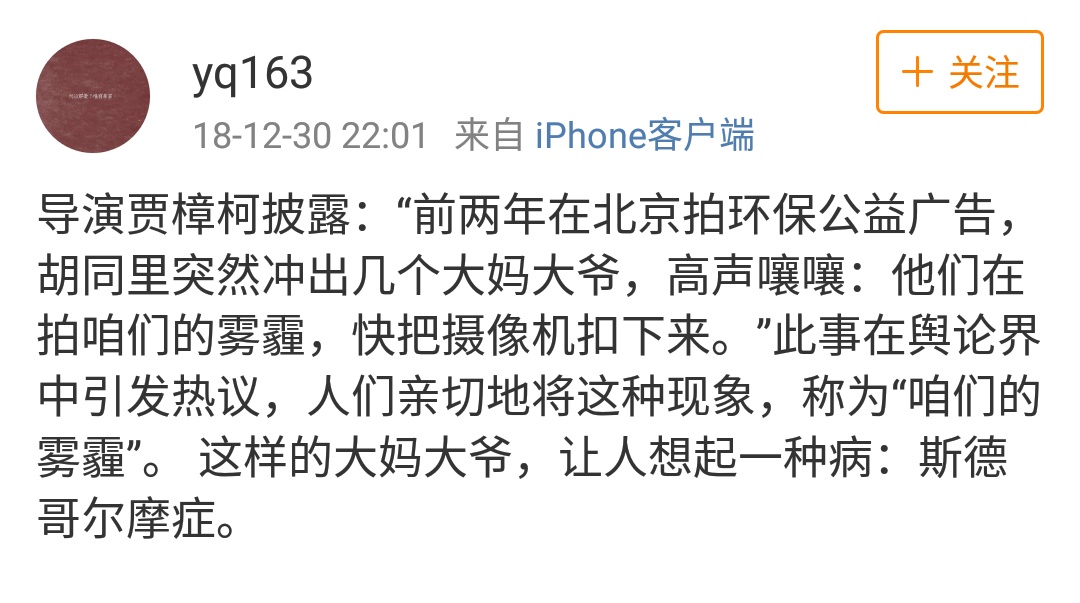 yq163
+ 关注
18-12-30 22:01 来自 iPhone客户端
导演贾樟柯披露：“前两年在北京拍环保公益广告，
胡同里突然冲出几个大妈大爷，高声嚷嚷：他们在
拍咱们的雾霾，快把摄像机扣下来。”此事在舆论界
中引发热议，人们亲切地将这种现象，称为“咱们的
雾霾”。 这样的大妈大爷，让人想起一种病：斯德
哥尔摩症。